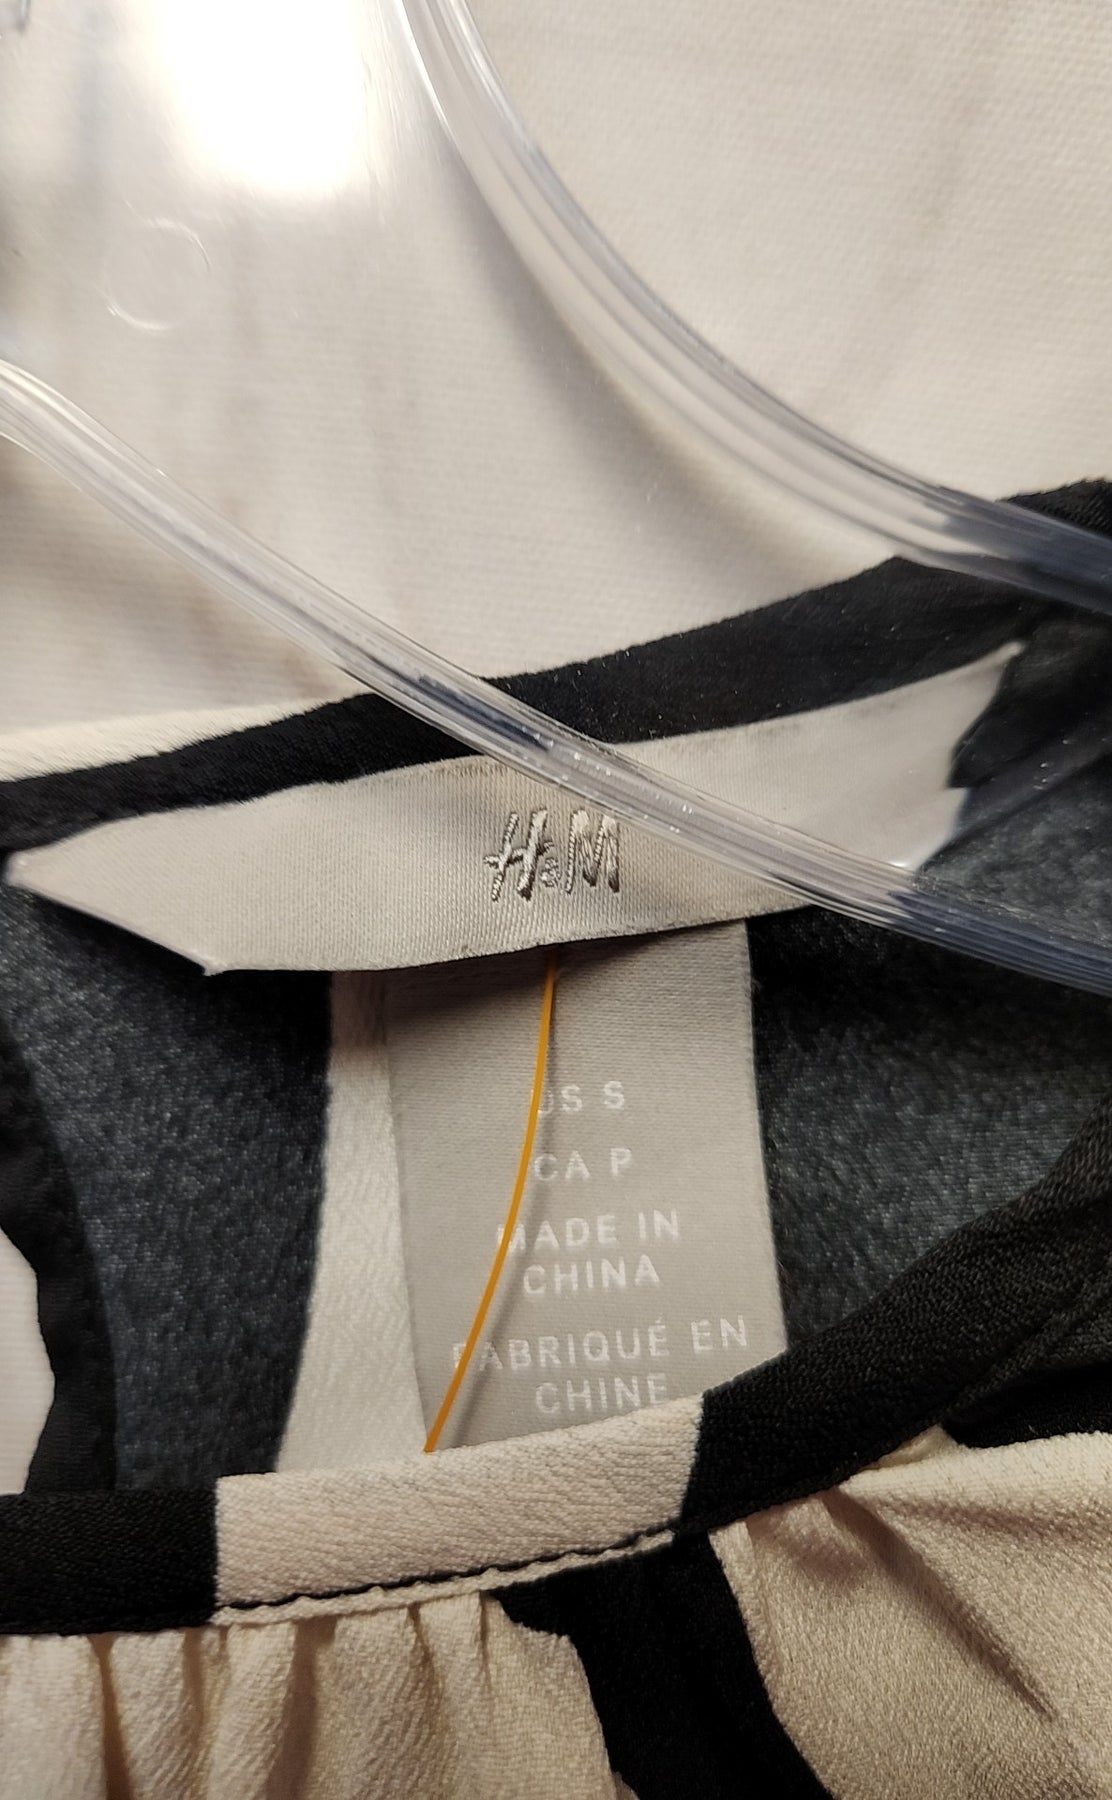 H&M
US S
CA P
MADE IN
CHINA
FABRIQUÉ EN
CHINE